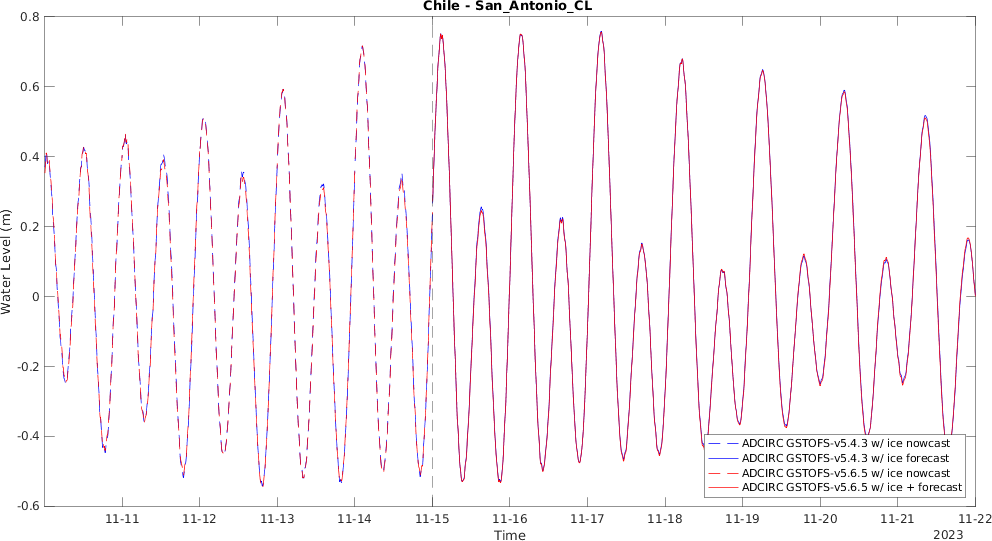 Chile - San_Antonio_CL
0.8
0.6
0.4
0.2
0
-0.2
-0.4
-0.6
Water Level (m)
ADCIRC GSTOFS-v5.4.3 w/ ice nowcast
ADCIRC GSTOFS-v5.4.3 w/ ice forecast
ADCIRC GSTOFS-v5.6.5 w/ ice nowcast
ADCIRC GSTOFS-v5.6.5 w/ ice + forecast
11-11 11-12 11-13 11-14 11-15 11-16 11-17 11-18 11-19 11-20 11-21 11-22
Time
2023